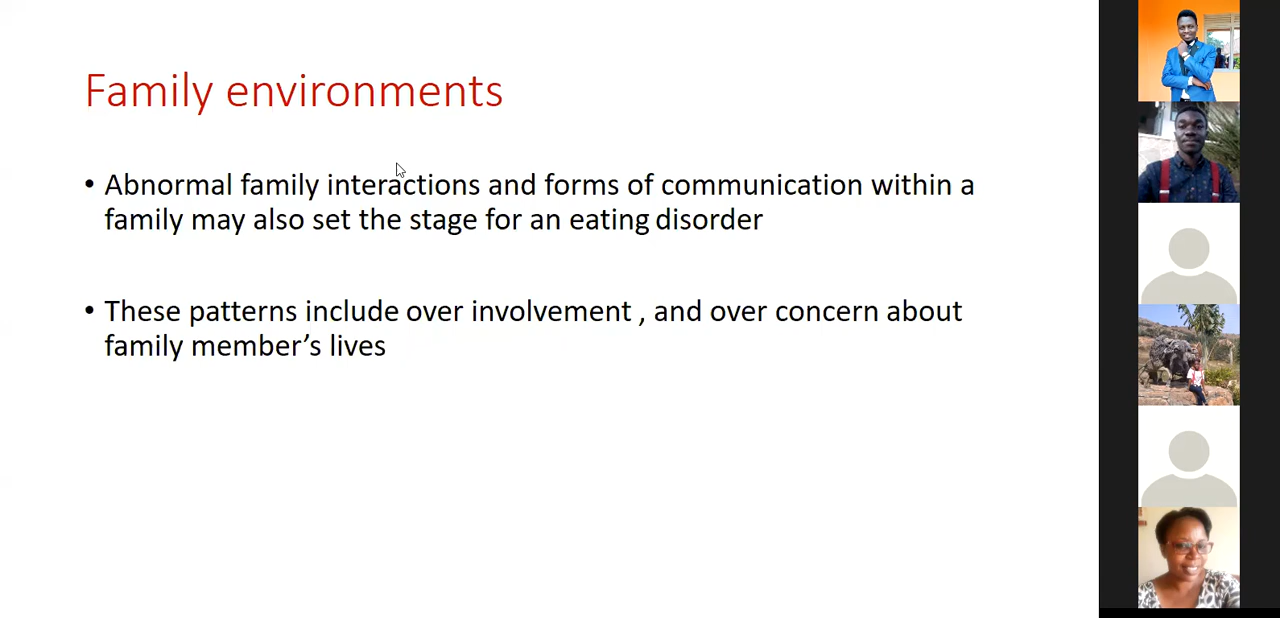 Family environments
• Abnormal family interactions and forms of communication within a
family may also set the stage for an eating disorder
• These patterns include over involvement , and over concern about
family member’s lives